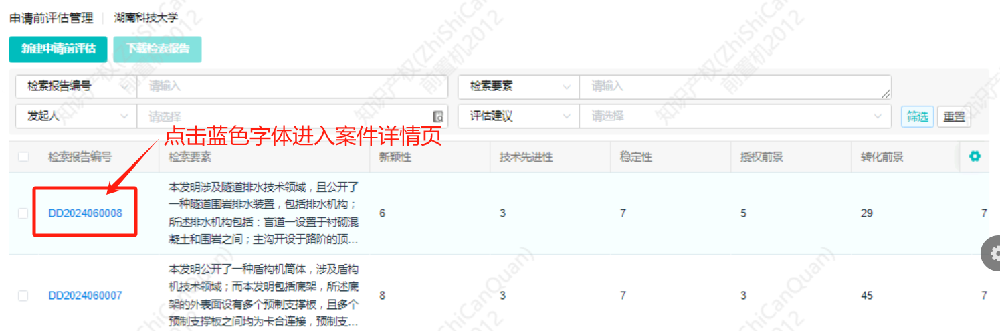 申请前评估管理 湖南科技大学
新建申请前评估 下载检索报告
检索报告编号 请输入 检索要素 请输入
发起人 请选择 评估建议 请选择 筛选 重置
点击蓝色字体进入案件详情页
检索报告编号 检索要素 新颖性 技术先进性 稳定性 授权前景 转化前景
本发明涉及隧道排水技术领域，且公开了
一种隧道围岩排水装置，包括排水机构；
DD2024060008 6 3 7 5 29 7
所述排水机构包括：盲道一设置于衬砌混
凝土和围岩之间；主沟开设于路阶的顶...
本发明公开了一种盾构机筒体，涉及盾构
机技术领域；而本发明包括底架，所述底
DD2024060007 8 3 7 3 45 7
架的外表面设有多个预制支撑板，且多个
预制支撑板之间均为卡合连接，预制支...
知识产权(ZhiShiCanQuan)
前置机2012